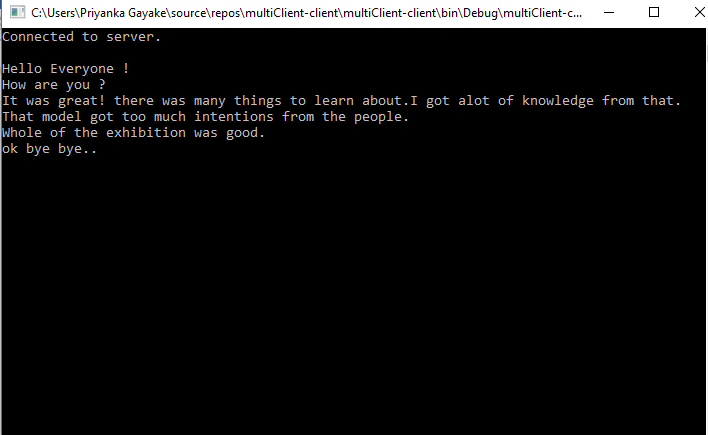 C:\Users\Priyanka Gayake\source\repos\multiClient-client\multiClient-client\bin\Debug\multiClient-c...
Connected to server.
Hello Everyone !
How are you ?
It was great! there was many things to learn about.I got alot of knowledge from that.
That model got too much intentions from the people.
Whole of the exhibition was good.
ok bye bye..